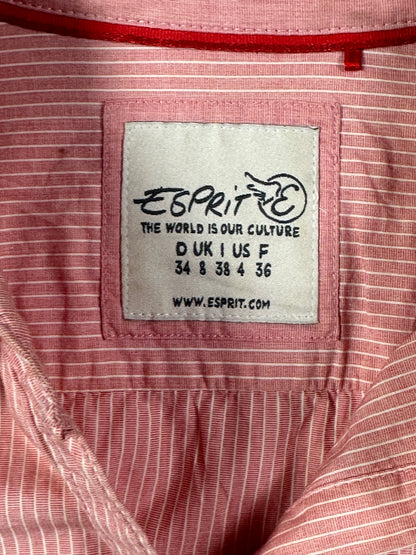 ESPRIT E
THE WORLD IS OUR CULTURE
D UK I US F
34 8 38 4 36
WWW.ESPRIT.COM